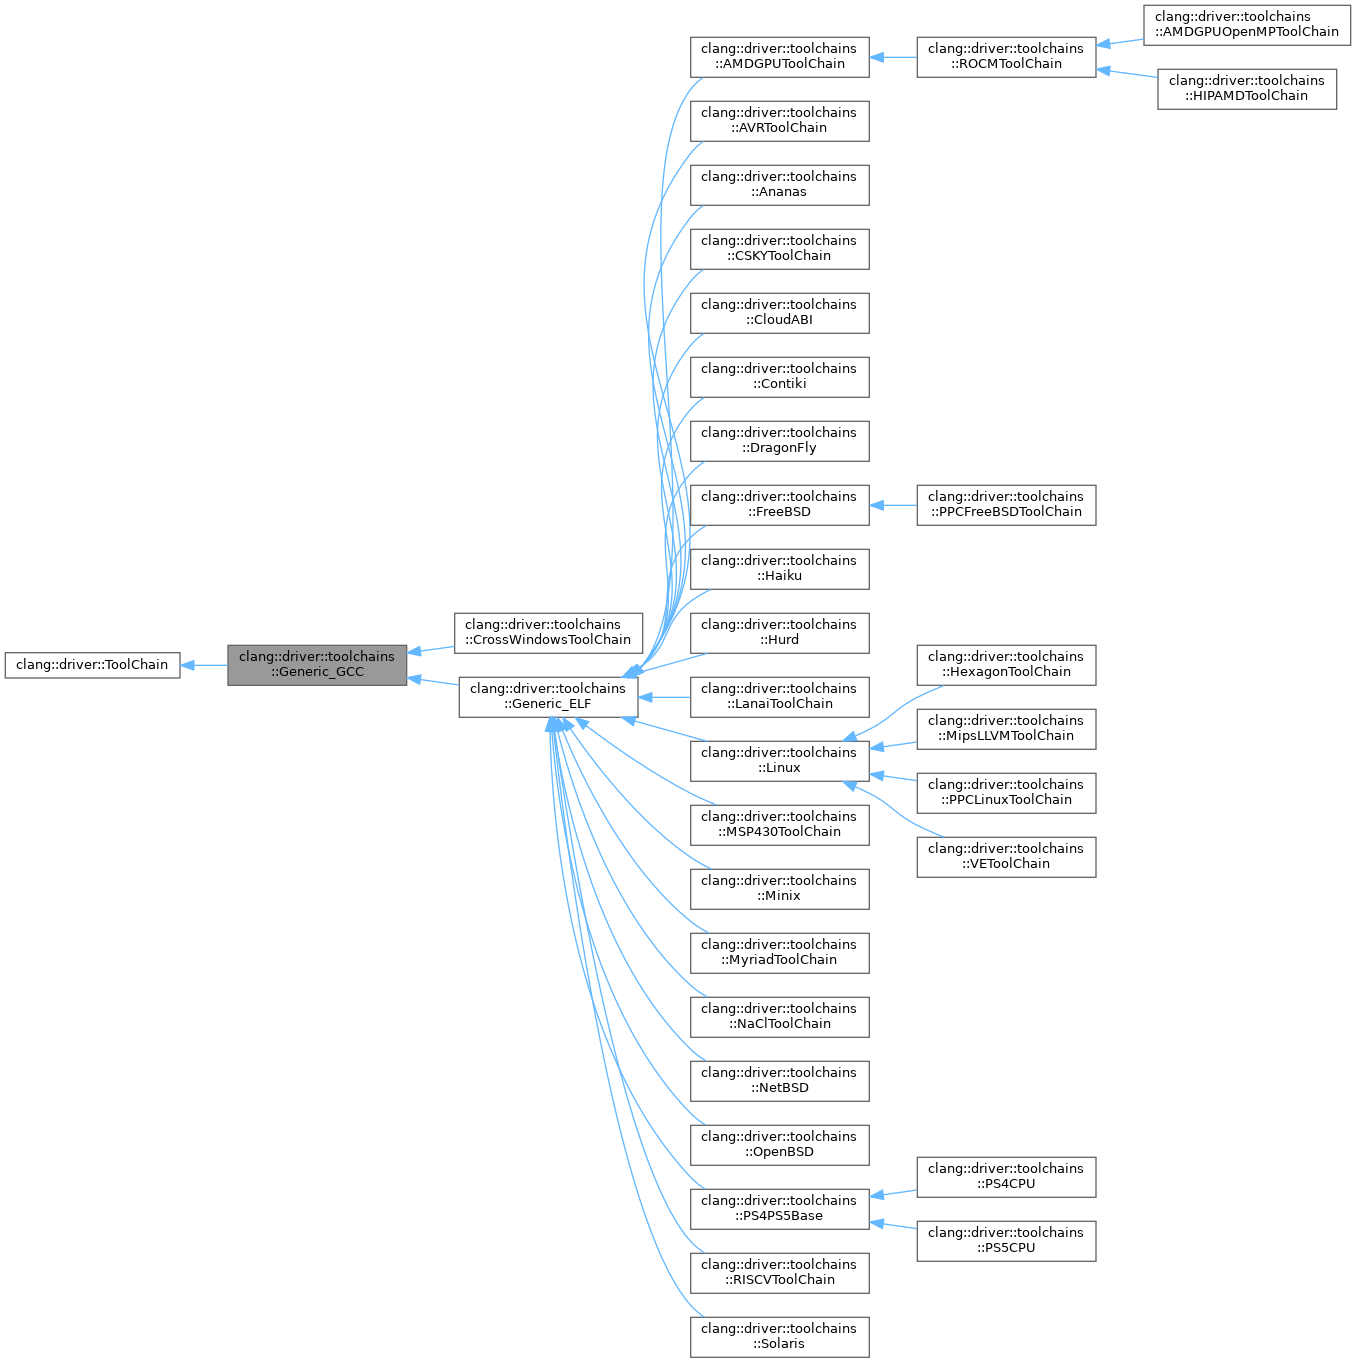 clang::driver::ToolChain
clang::driver::toolchains
::Generic_GCC
clang::driver::toolchains
::CrossWindowsToolChain
clang::driver::toolchains
::Generic_ELF
clang::driver::toolchains
::AMDGPUToolChain
clang::driver::toolchains
::ROCMToolChain
clang::driver::toolchains
::AMDGPUOpenMPToolChain
clang::driver::toolchains
::HIPAMDToolChain
clang::driver::toolchains
::AVRToolChain
clang::driver::toolchains
::Ananas
clang::driver::toolchains
::CSKYToolChain
clang::driver::toolchains
::CloudABI
clang::driver::toolchains
::Contiki
clang::driver::toolchains
::DragonFly
clang::driver::toolchains
::FreeBSD
clang::driver::toolchains
::PPCFreeBSDToolChain
clang::driver::toolchains
::Haiku
clang::driver::toolchains
::Hurd
clang::driver::toolchains
::LanaiToolChain
clang::driver::toolchains
::Linux
clang::driver::toolchains
::HexagonToolChain
clang::driver::toolchains
::MipsLLVMToolChain
clang::driver::toolchains
::PPCLinuxToolChain
clang::driver::toolchains
::VEToolChain
clang::driver::toolchains
::MSP430ToolChain
clang::driver::toolchains
::Minix
clang::driver::toolchains
::MyriadToolChain
clang::driver::toolchains
::NaClToolChain
clang::driver::toolchains
::NetBSD
clang::driver::toolchains
::OpenBSD
clang::driver::toolchains
::PS4PS5Base
clang::driver::toolchains
::PS4CPU
clang::driver::toolchains
::PS5CPU
clang::driver::toolchains
::RISCVToolChain
clang::driver::toolchains
::Solaris